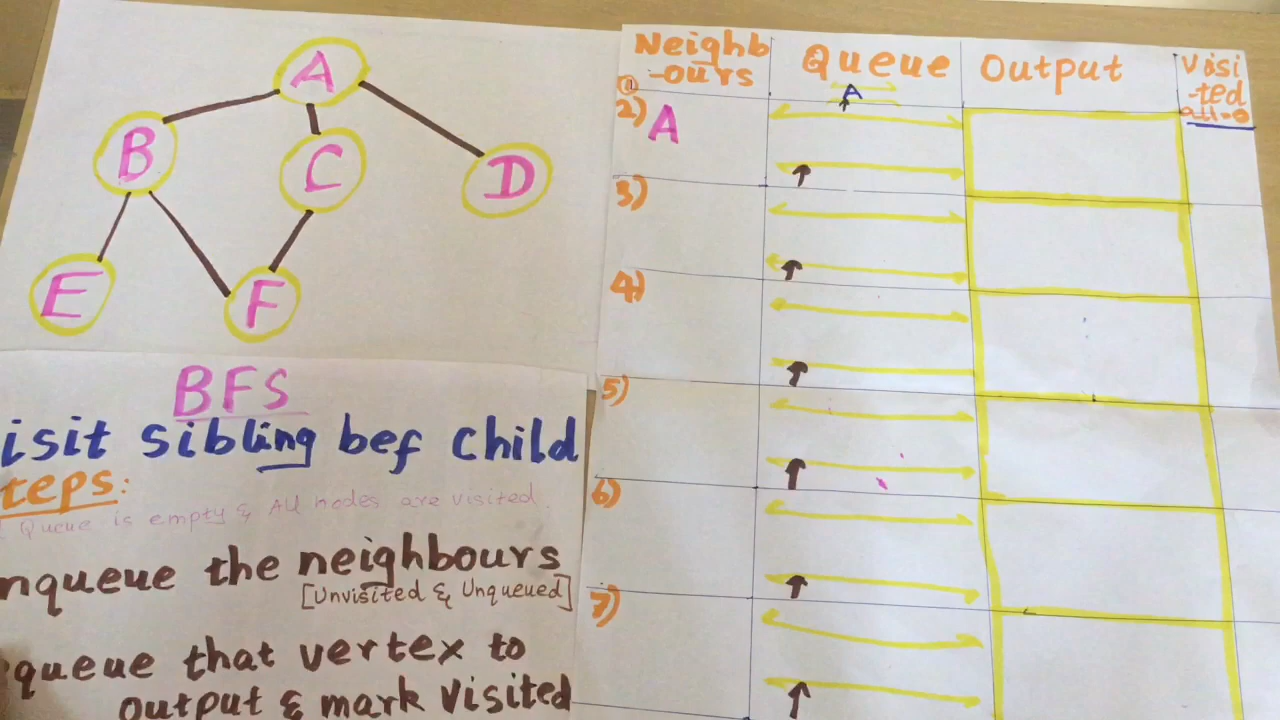 A
B
C
D
E
F
BFS
isit sibling bef child
teps:
Queue is empty & All nodes are visited.
nqueue the neighbours
[Unvisited & Unqueued]
queue that vertex to
output & mark visited
Neighb
-ours
Queue
Output
Visi
-ted
all=0
1)
A
2) A
3)
4)
5)
6)
7)